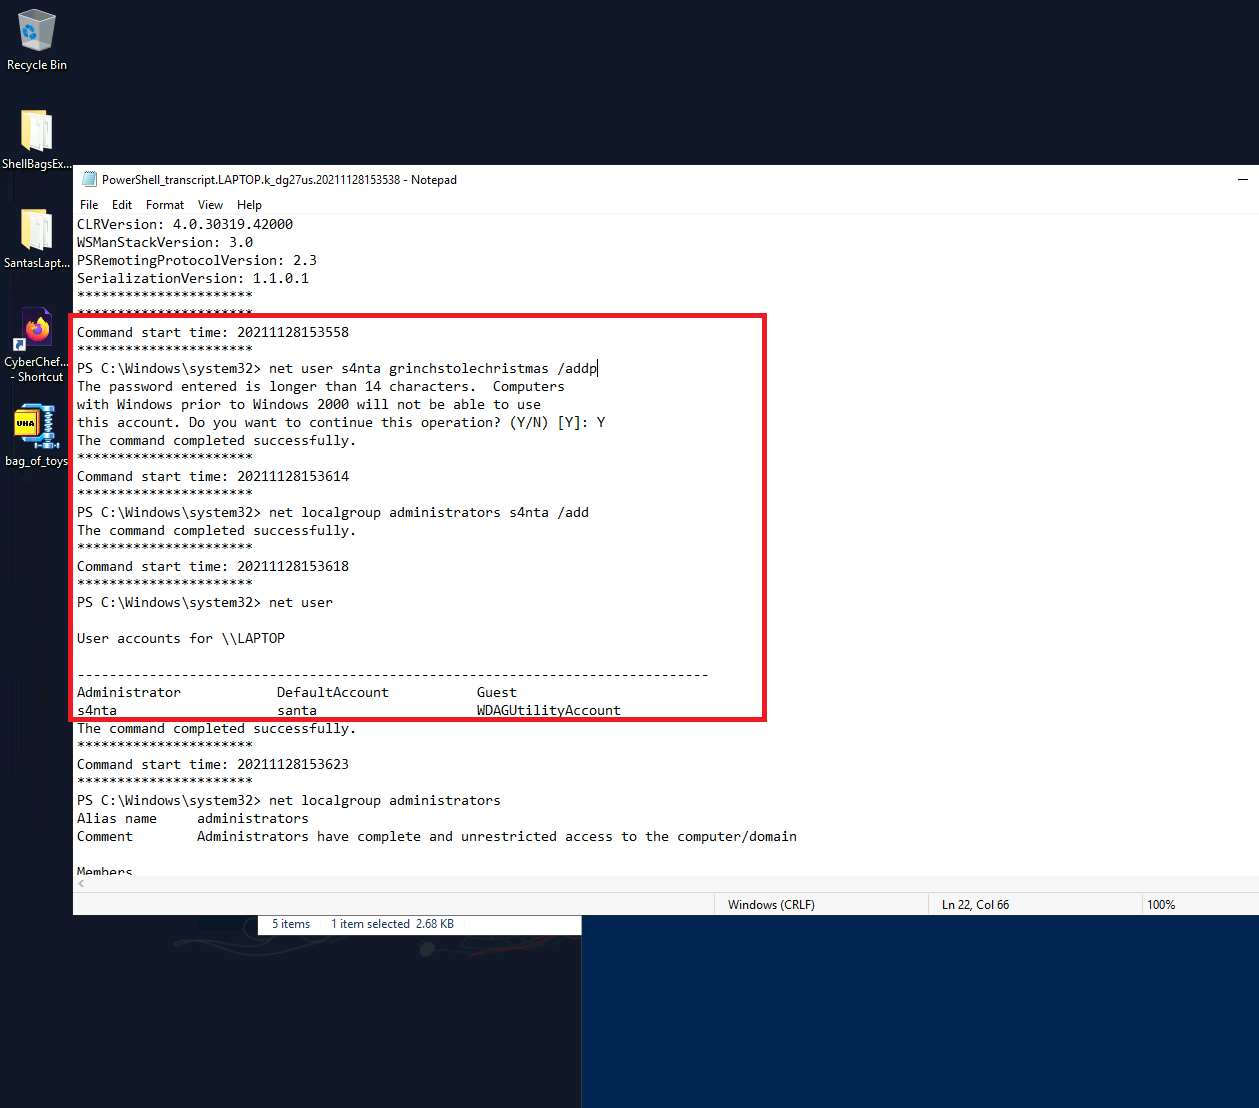 Recycle Bin
ShellBagsEx...
SantasLapt...
CyberChef...
- Shortcut
UHA
bag_of_toys
PowerShell_transcript.LAPTOP.k_dg27us.20211128153538 - Notepad
File Edit Format View Help
CLRVersion: 4.0.30319.42000
WSManStackVersion: 3.0
PSRemotingProtocolVersion: 2.3
SerializationVersion: 1.1.0.1
**********************
**********************
Command start time: 20211128153558
**********************
PS C:\Windows\system32> net user s4nta grinchstolechristmas /addp
The password entered is longer than 14 characters.  Computers
with Windows prior to Windows 2000 will not be able to use
this account. Do you want to continue this operation? (Y/N) [Y]: Y
The command completed successfully.
**********************
Command start time: 20211128153614
**********************
PS C:\Windows\system32> net localgroup administrators s4nta /add
The command completed successfully.
**********************
Command start time: 20211128153618
**********************
PS C:\Windows\system32> net user
User accounts for \\LAPTOP
-------------------------------------------------------------------------------
Administrator            DefaultAccount           Guest
s4nta                    santa                    WDAGUtilityAccount
The command completed successfully.
**********************
Command start time: 20211128153623
**********************
PS C:\Windows\system32> net localgroup administrators
Alias name     administrators
Comment        Administrators have complete and unrestricted access to the computer/domain
Members
Windows (CRLF) Ln 22, Col 66 100%
5 items 1 item selected 2.68 KB